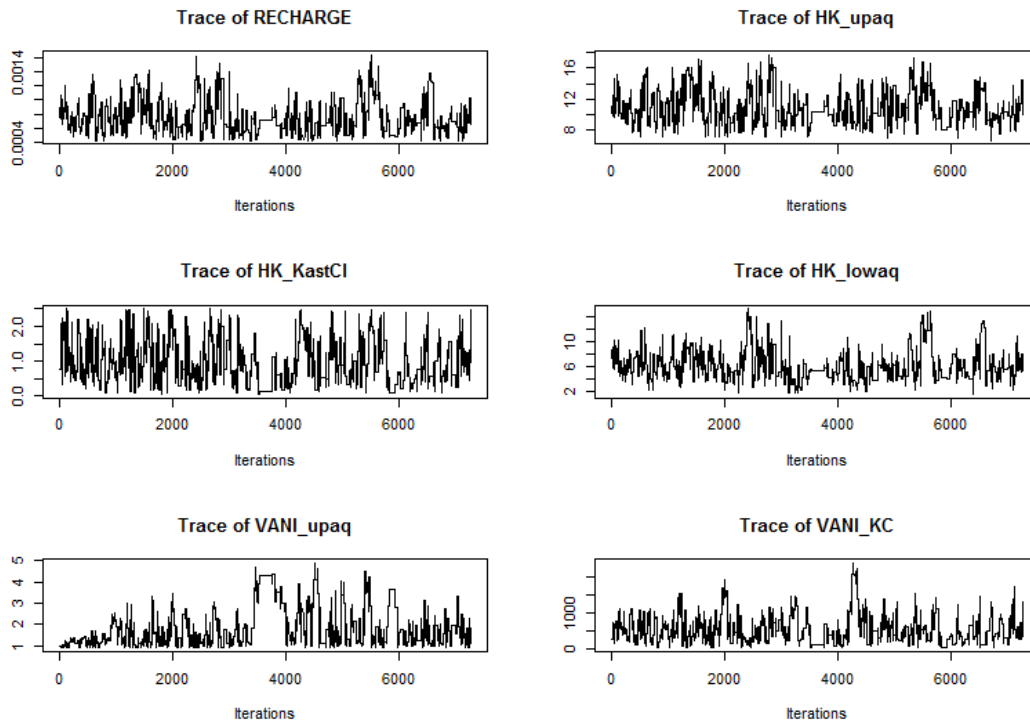 Trace of RECHARGE
0.0004 0.0014
0 2000 4000 6000
Iterations
Trace of HK_upaq
8 12 16
0 2000 4000 6000
Iterations
Trace of HK_KastCl
0.0 1.0 2.0
0 2000 4000 6000
Iterations
Trace of HK_lowaq
2 6 10
0 2000 4000 6000
Iterations
Trace of VANI_upaq
1 2 3 4 5
0 2000 4000 6000
Iterations
Trace of VANI_KC
0 1000
0 2000 4000 6000
Iterations